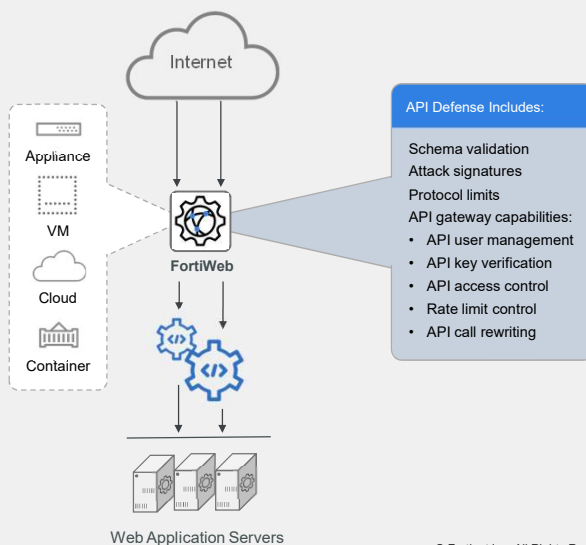 Internet
Appliance
VM
Cloud
Container
FortiWeb
</>
</>
Web Application Servers
API Defense Includes:
Schema validation
Attack signatures
Protocol limits
API gateway capabilities:
• API user management
• API key verification
• API access control
• Rate limit control
• API call rewriting